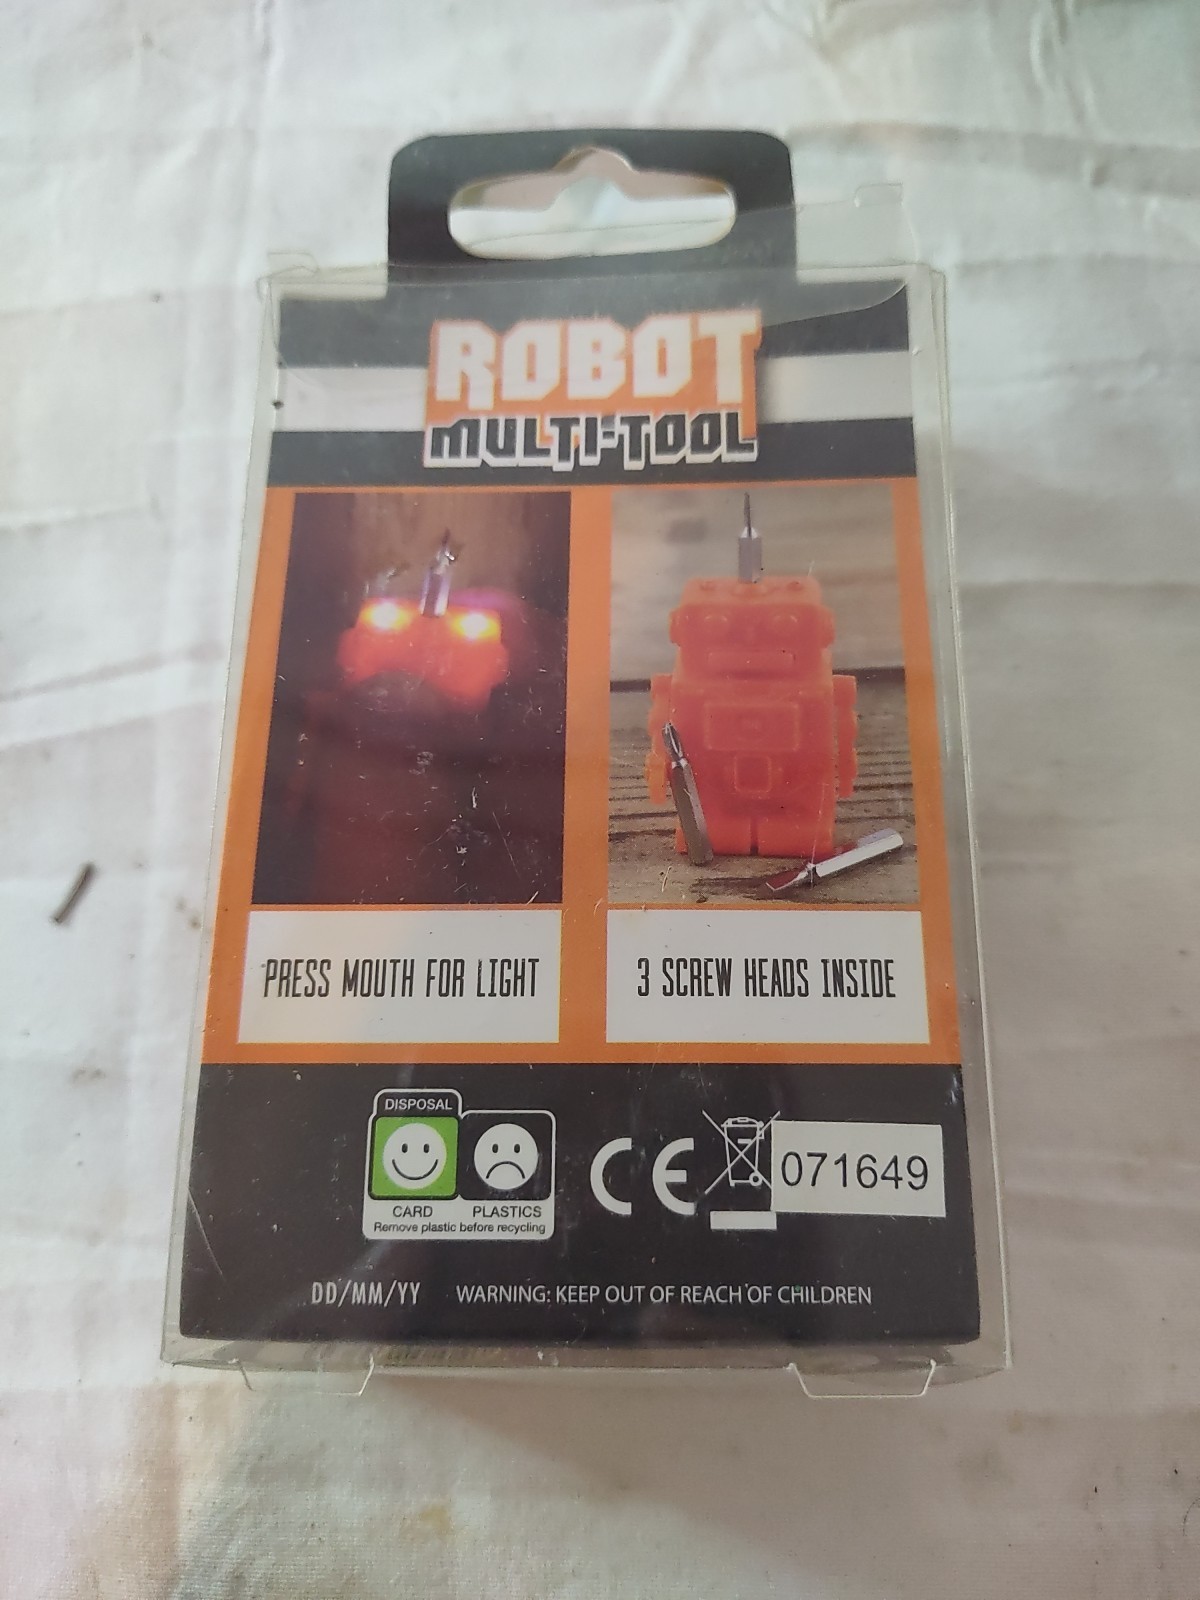 ROBOT
MULTI-TOOL
PRESS MOUTH FOR LIGHT
3 SCREW HEADS INSIDE
DISPOSAL
CARD
PLASTICS
Remove plastic before recycling
CE
071649
DD/MM/YY
WARNING: KEEP OUT OF REACH OF CHILDREN